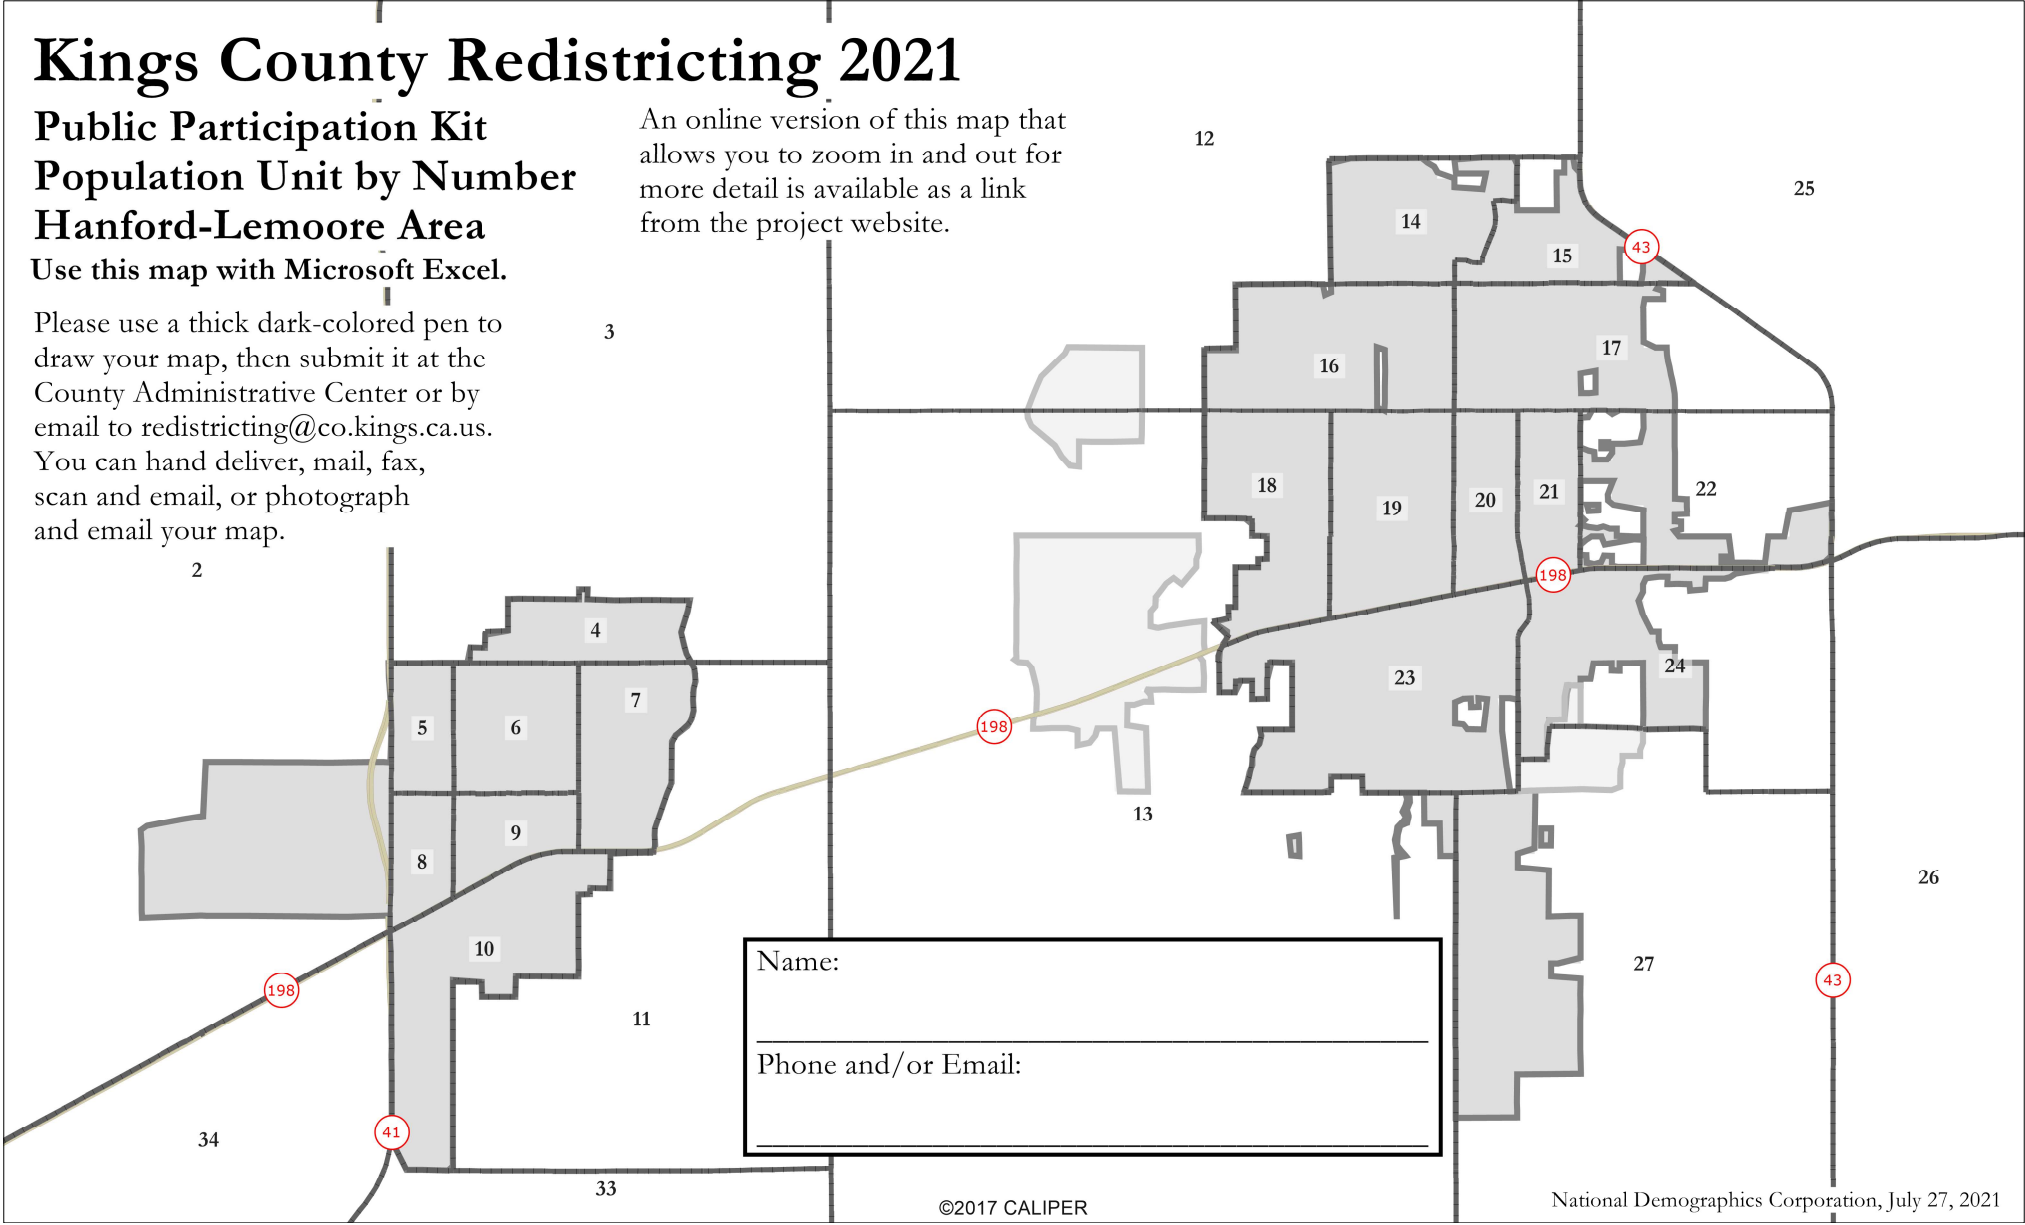 Kings County Redistricting 2021
Public Participation Kit
Population Unit by Number
Hanford-Lemoore Area
Use this map with Microsoft Excel.
Please use a thick dark-colored pen to
draw your map, then submit it at the
County Administrative Center or by
email to redistricting@co.kings.ca.us.
You can hand deliver, mail, fax,
scan and email, or photograph
and email your map.
An online version of this map that
allows you to zoom in and out for
more detail is available as a link
from the project website.
12
25
14
43
15
3
17
16
18
22
21
20
19
2
198
4
24
23
7
198
5
6
13
9
8
26
10
27
43
198
11
Name:
Phone and/or Email:
41
34
33
©2017 CALIPER
National Demographics Corporation, July 27, 2021